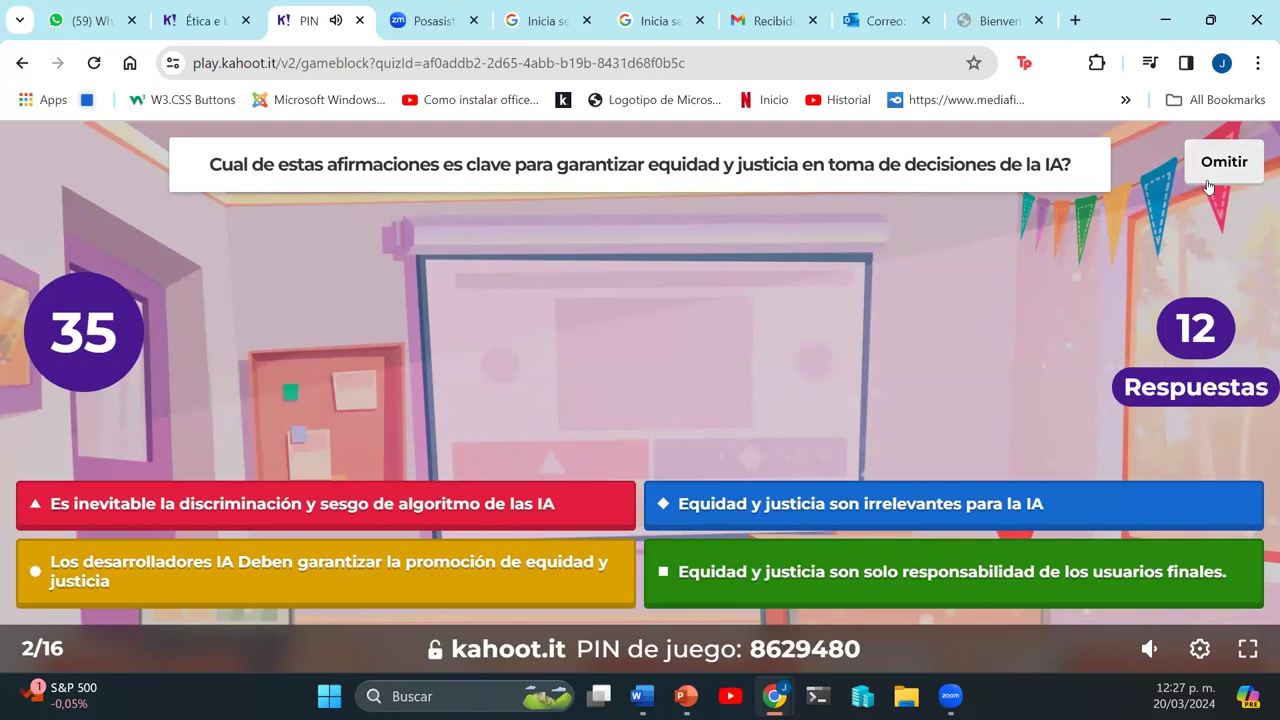 (59) Wh
Ética e l
PIN
Posasist
Inicia se
Inicia se
Recibid
Correo:
Bienven
play.kahoot.it/v2/gameblock?quizId=af0addb2-2d65-4abb-b19b-8431d68f0b5c
Apps
W3.CSS Buttons
Microsoft Windows...
Como instalar office...
Logotipo de Micros...
Inicio
Historial
https://www.mediafi...
All Bookmarks
Cual de estas afirmaciones es clave para garantizar equidad y justicia en toma de decisiones de la IA?
Omitir
35
12
Respuestas
Es inevitable la discriminación y sesgo de algoritmo de las IA
Equidad y justicia son irrelevantes para la IA
Los desarrolladores IA Deben garantizar la promoción de equidad y
justicia
Equidad y justicia son solo responsabilidad de los usuarios finales.
2/16
kahoot.it PIN de juego: 8629480
1
S&P 500
-0,05%
Buscar
12:27 p. m.
20/03/2024